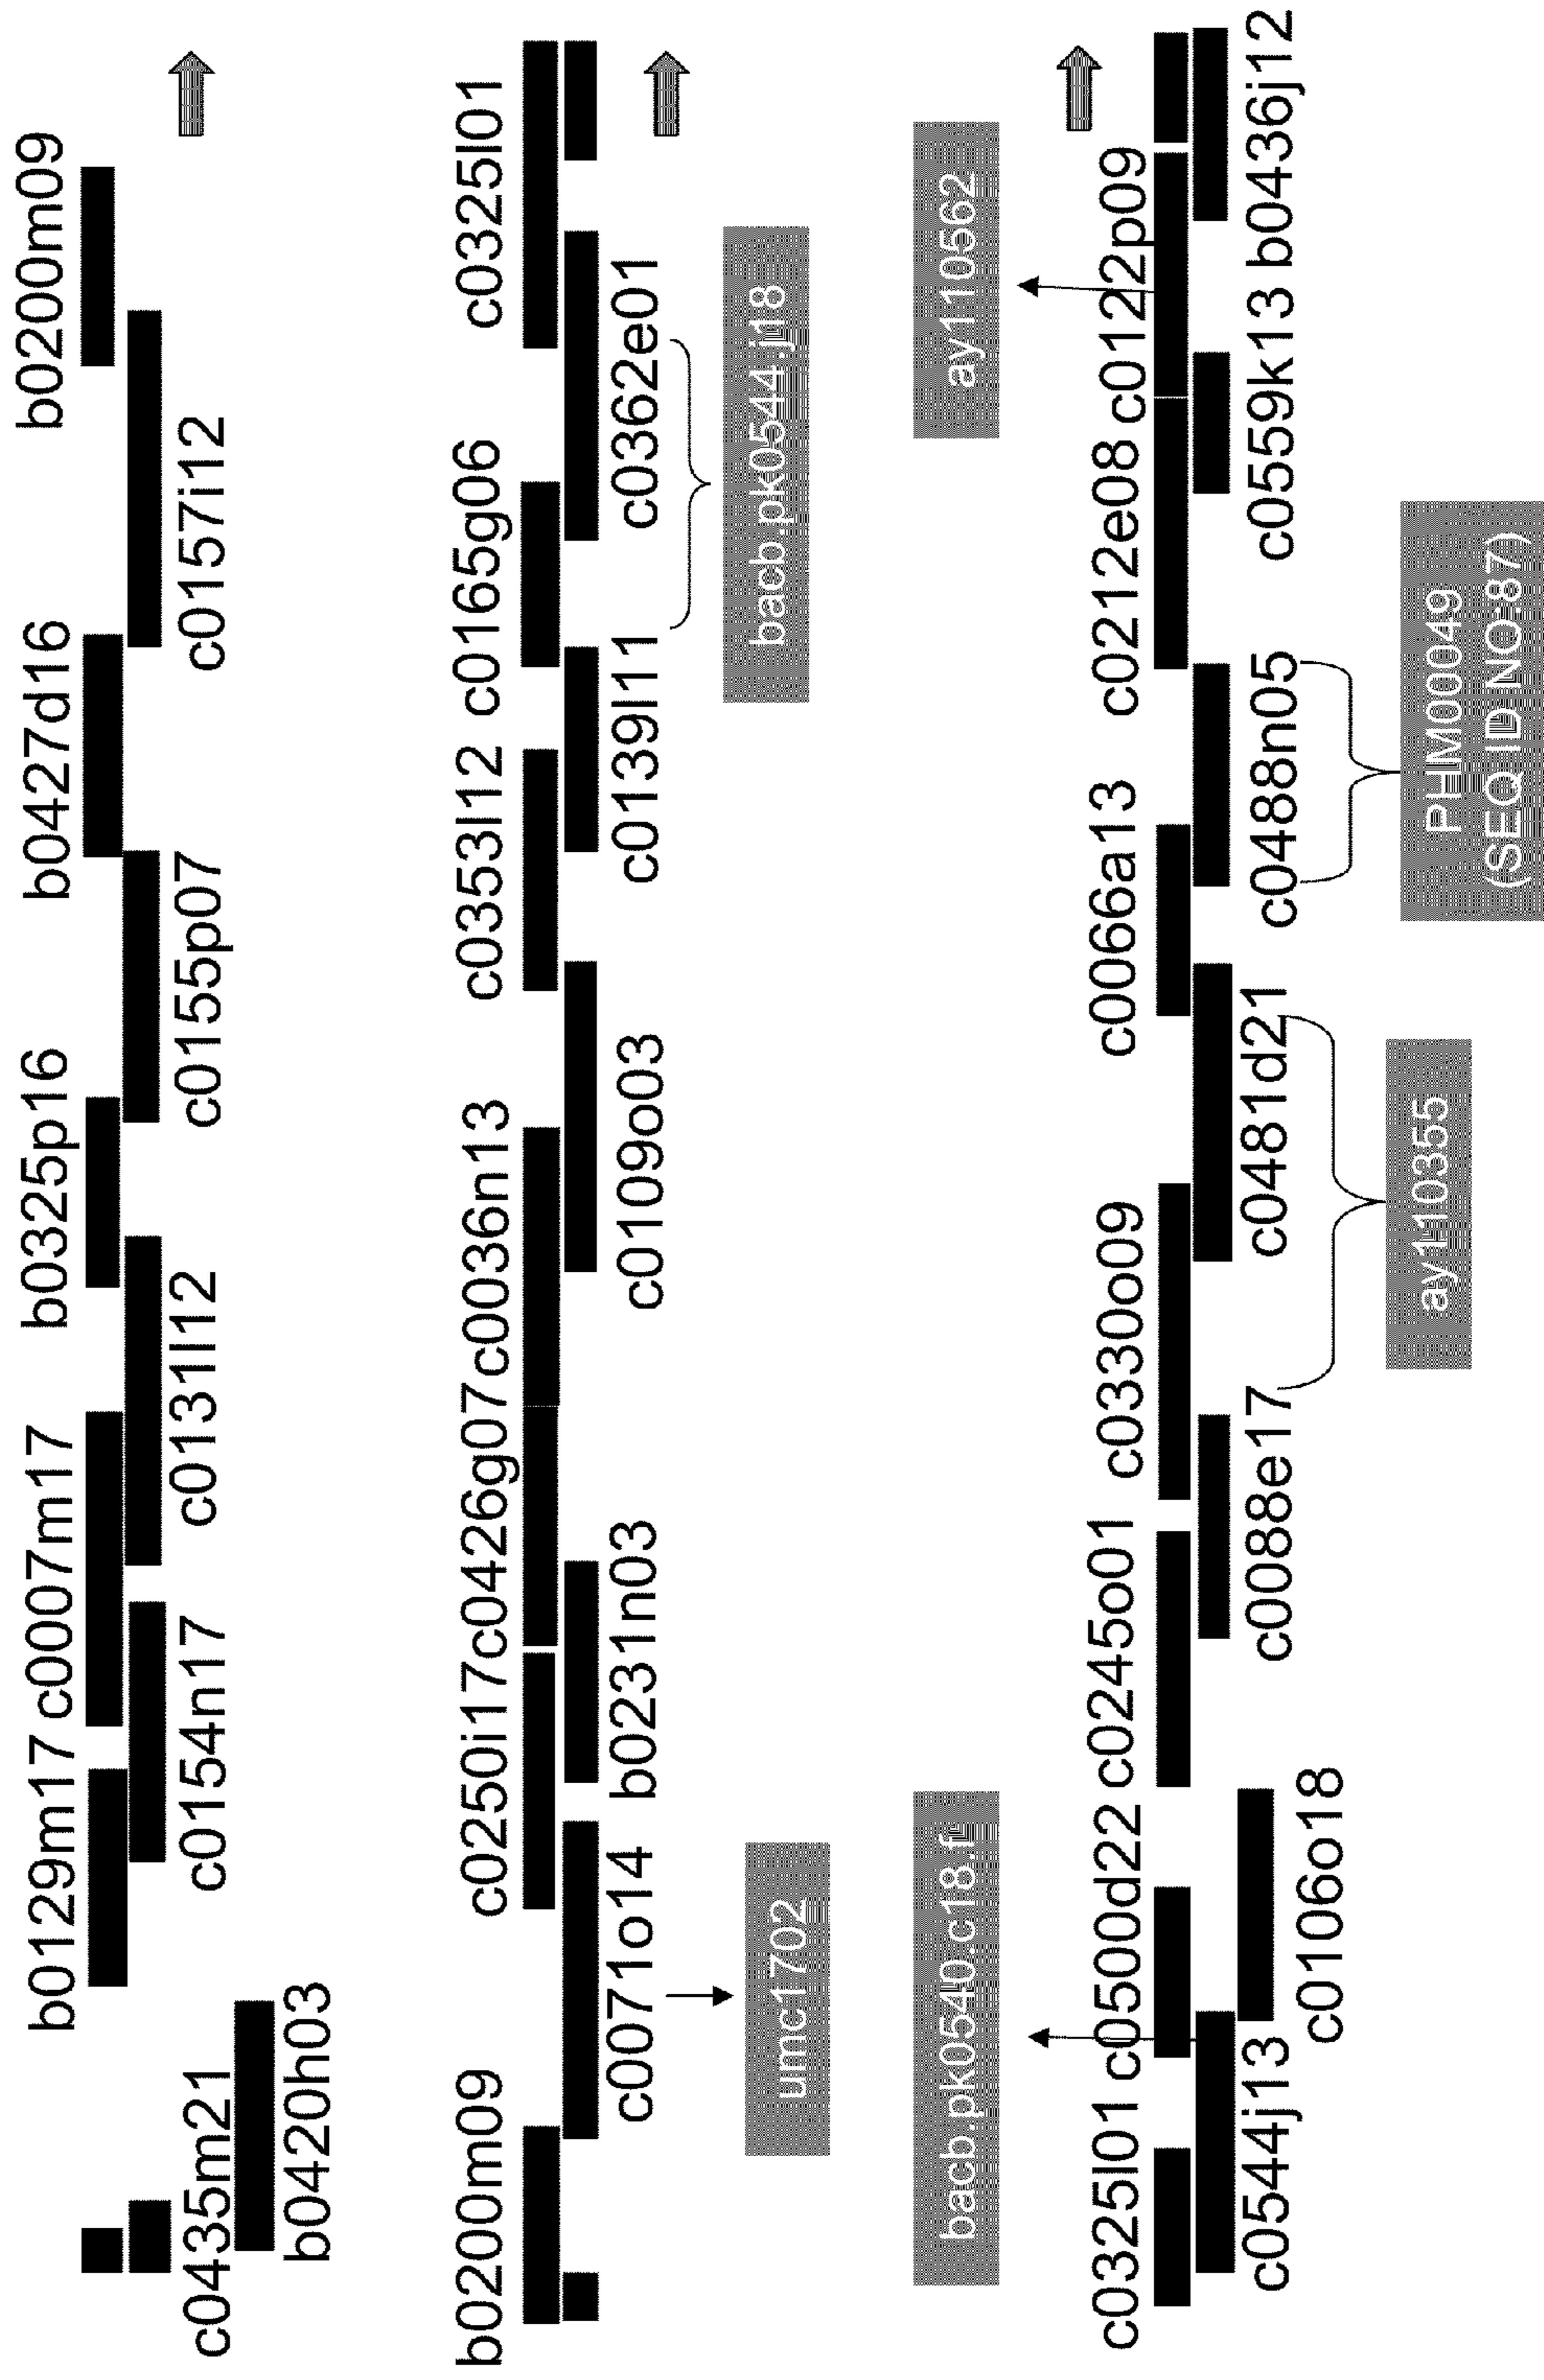 b0129m17 c0007m17
b0325p16
b0427d16
b0200m09
c0435m21
c0154n17
c0131l12
c0155p07
c0157i12
b0420h03
b0200m09
c0250i17c0426g07c0036n13
c0353l12
c0165g06
c0325l01
c0071o14
b0231n03
c0109o03
c0139l11
c0362e01
umc1702
bacb.pk0544.j18
bacb.pk0540.c18.f
ay110562
c0325l01 c0500d22
c0245o01
c0330o09
c0066a13
c0212e08 c0122p09
c0544j13
c0106o18
c0088e17
c0481d21
c0488n05
c0559k13 b0436j12
ay110355
PHM00049
(SEQ ID NO:87)